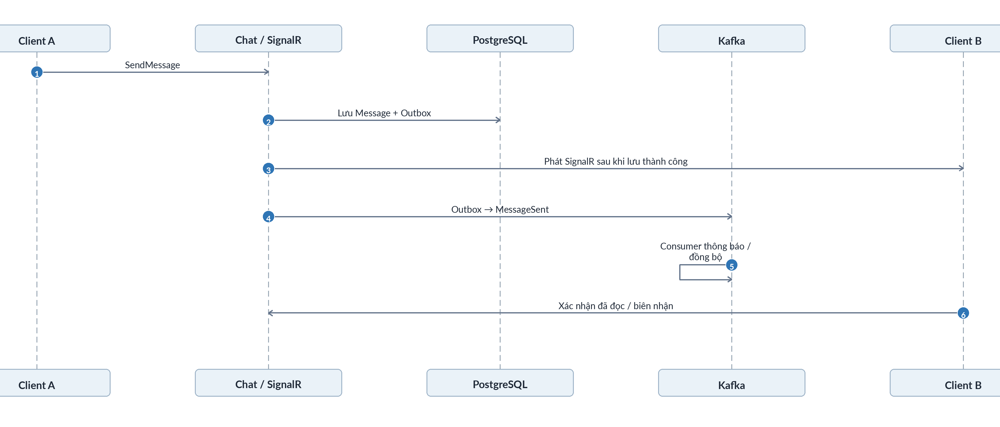 Client A
Chat / SignalR
PostgreSQL
Kafka
Client B
SendMessage
1
Lưu Message + Outbox
2
Phát SignalR sau khi lưu thành công
3
Outbox → MessageSent
4
Consumer thông báo /
đồng bộ
5
Xác nhận đã đọc / biên nhận
6
Client A
Chat / SignalR
PostgreSQL
Kafka
Client B